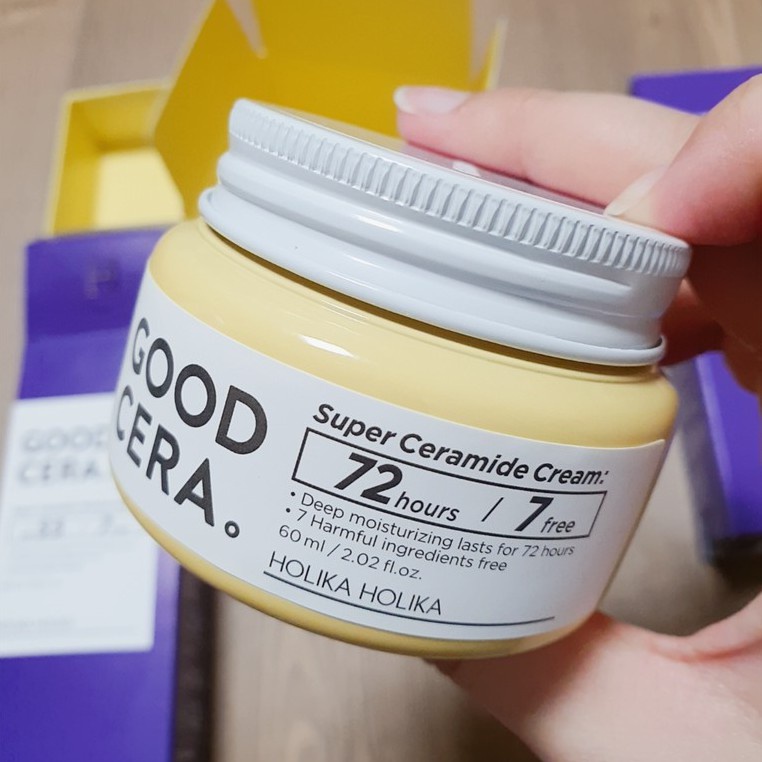 GOOD
CERA.
Super Ceramide Cream:
72 hours / 7 free
• Deep moisturizing lasts for 72 hours
• 7 Harmful ingredients free
60 ml / 2.02 fl.oz.
HOLIKA HOLIKA
GOOD
CERA.